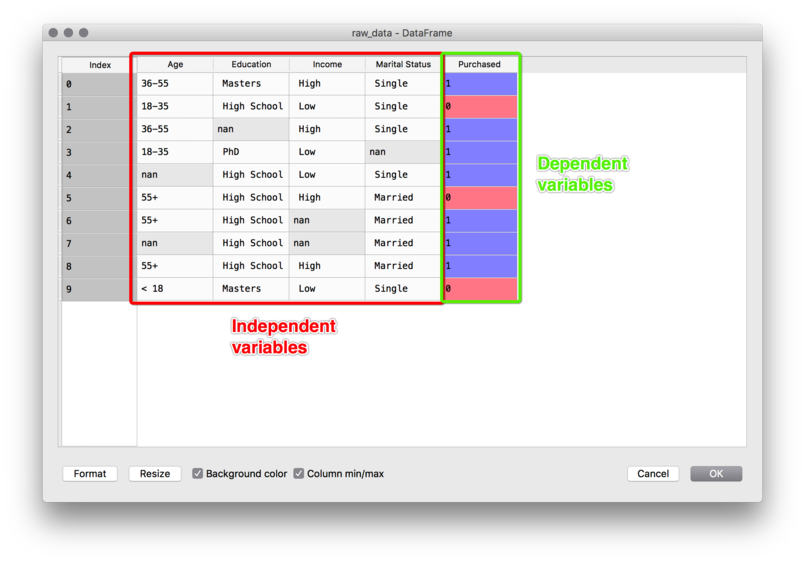 raw_data - DataFrame
Index Age Education Income Marital Status Purchased
0 36-55 Masters High Single 1
1 18-35 High School Low Single 0
2 36-55 nan High Single 1
3 18-35 PhD Low nan 1
4 nan High School Low Single 1
5 55+ High School High Married 0
6 55+ High School nan Married 1
7 nan High School nan Married 1
8 55+ High School High Married 1
9 < 18 Masters Low Single 0
Dependent
variables
Independent
variables
Format Resize Background color Column min/max Cancel OK